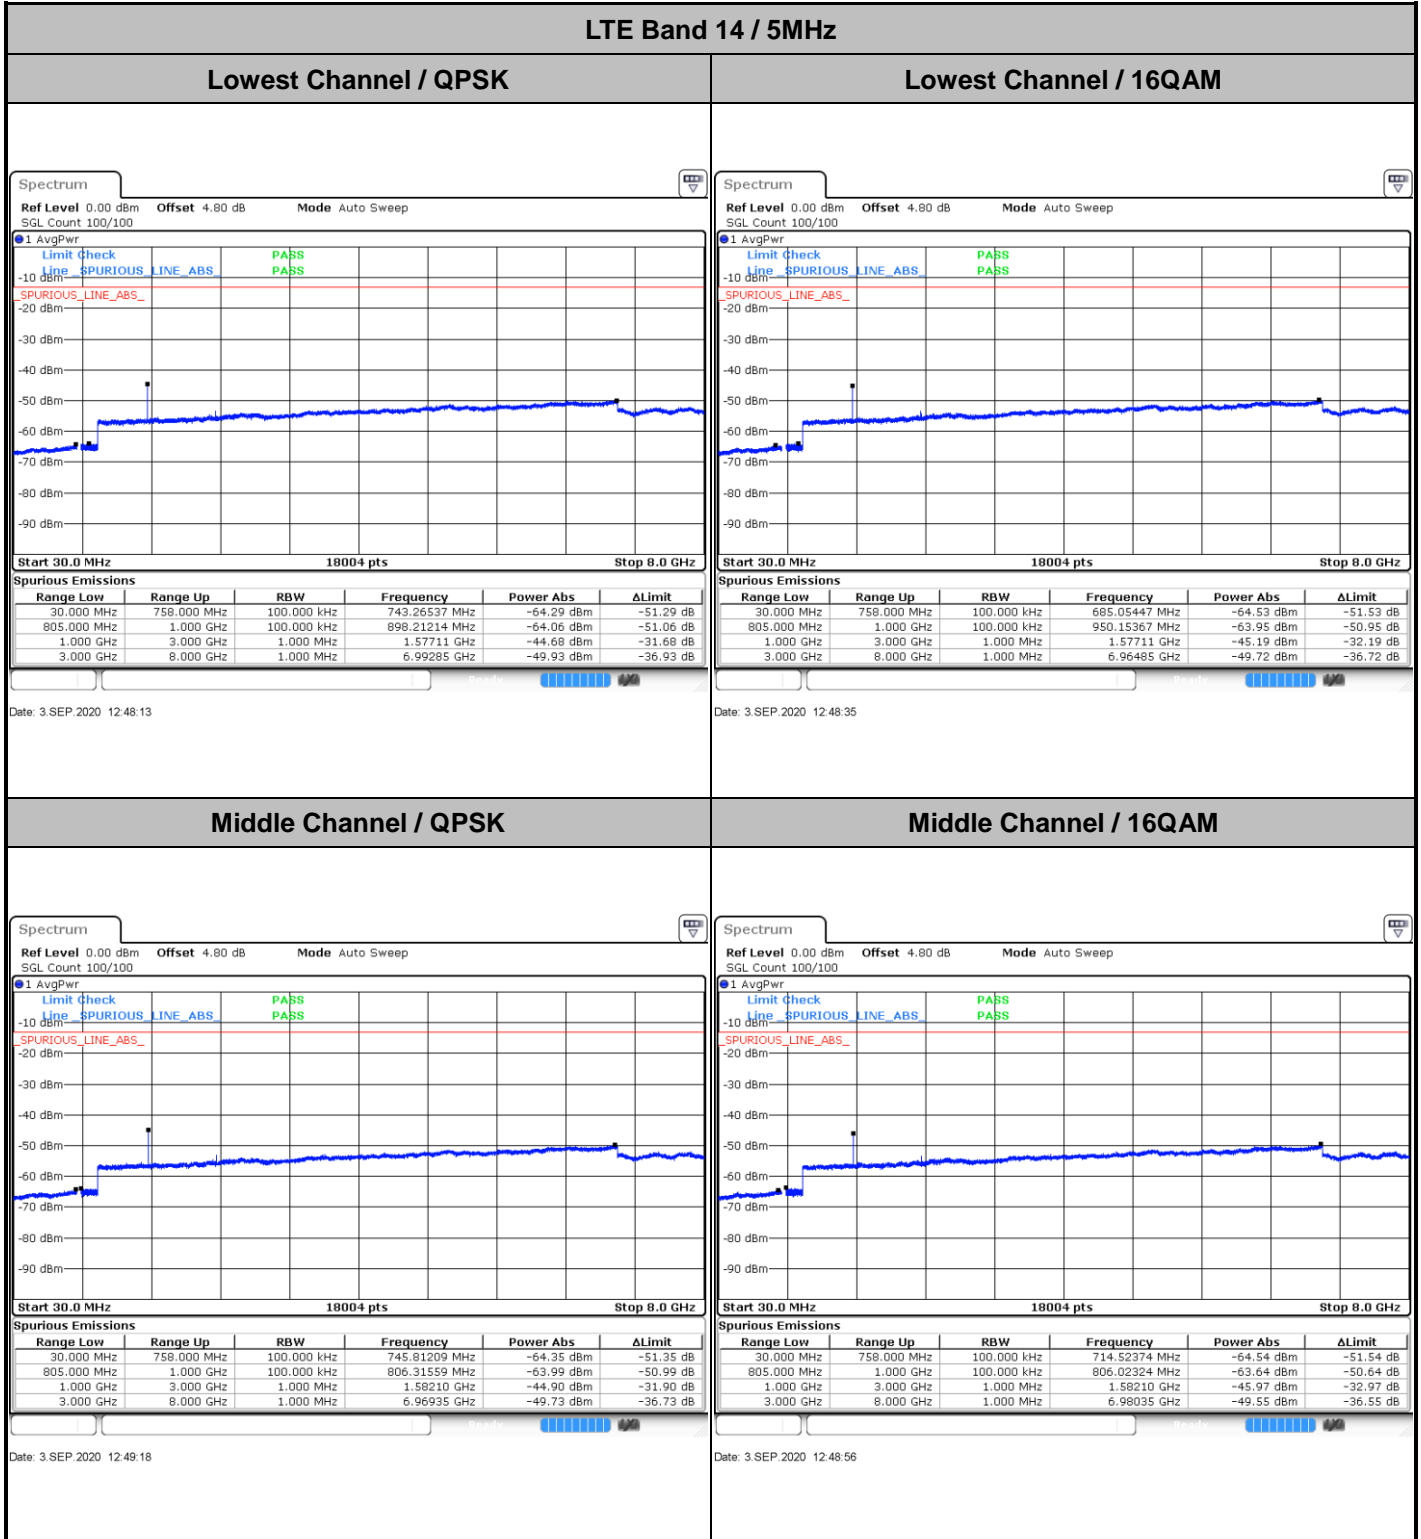 LTE Band 14 / 5MHz
Lowest Channel / QPSK
Lowest Channel / 16QAM
Spectrum
Ref Level 0.00 dBm Offset 4.80 dB Mode Auto Sweep
SGL Count 100/100
1 AvgPwr
Limit Check PASS
Line _SPURIOUS_LINE_ABS_ PASS
-10 dBm
_SPURIOUS_LINE_ABS_
-20 dBm
-30 dBm
-40 dBm
-50 dBm
-60 dBm
-70 dBm
-80 dBm
-90 dBm
Start 30.0 MHz 18004 pts Stop 8.0 GHz
Spurious Emissions
Range Low Range Up RBW Frequency Power Abs ΔLimit
30.000 MHz 758.000 MHz 100.000 kHz 743.26537 MHz -64.29 dBm -51.29 dB
805.000 MHz 1.000 GHz 100.000 kHz 898.21214 MHz -64.06 dBm -51.06 dB
1.000 GHz 3.000 GHz 1.000 MHz 1.57711 GHz -44.68 dBm -31.68 dB
3.000 GHz 8.000 GHz 1.000 MHz 6.99285 GHz -49.93 dBm -36.93 dB
Ready
Date: 3.SEP.2020 12:48:13
Spectrum
Ref Level 0.00 dBm Offset 4.80 dB Mode Auto Sweep
SGL Count 100/100
1 AvgPwr
Limit Check PASS
Line _SPURIOUS_LINE_ABS_ PASS
-10 dBm
_SPURIOUS_LINE_ABS_
-20 dBm
-30 dBm
-40 dBm
-50 dBm
-60 dBm
-70 dBm
-80 dBm
-90 dBm
Start 30.0 MHz 18004 pts Stop 8.0 GHz
Spurious Emissions
Range Low Range Up RBW Frequency Power Abs ΔLimit
30.000 MHz 758.000 MHz 100.000 kHz 685.05447 MHz -64.53 dBm -51.53 dB
805.000 MHz 1.000 GHz 100.000 kHz 950.15367 MHz -63.95 dBm -50.95 dB
1.000 GHz 3.000 GHz 1.000 MHz 1.57711 GHz -45.19 dBm -32.19 dB
3.000 GHz 8.000 GHz 1.000 MHz 6.96485 GHz -49.72 dBm -36.72 dB
Ready
Date: 3.SEP.2020 12:48:35
Middle Channel / QPSK
Middle Channel / 16QAM
Spectrum
Ref Level 0.00 dBm Offset 4.80 dB Mode Auto Sweep
SGL Count 100/100
1 AvgPwr
Limit Check PASS
Line _SPURIOUS_LINE_ABS_ PASS
-10 dBm
_SPURIOUS_LINE_ABS_
-20 dBm
-30 dBm
-40 dBm
-50 dBm
-60 dBm
-70 dBm
-80 dBm
-90 dBm
Start 30.0 MHz 18004 pts Stop 8.0 GHz
Spurious Emissions
Range Low Range Up RBW Frequency Power Abs ΔLimit
30.000 MHz 758.000 MHz 100.000 kHz 745.81209 MHz -64.35 dBm -51.35 dB
805.000 MHz 1.000 GHz 100.000 kHz 806.31559 MHz -63.99 dBm -50.99 dB
1.000 GHz 3.000 GHz 1.000 MHz 1.58210 GHz -44.90 dBm -31.90 dB
3.000 GHz 8.000 GHz 1.000 MHz 6.96935 GHz -49.73 dBm -36.73 dB
Ready
Date: 3.SEP.2020 12:49:18
Spectrum
Ref Level 0.00 dBm Offset 4.80 dB Mode Auto Sweep
SGL Count 100/100
1 AvgPwr
Limit Check PASS
Line _SPURIOUS_LINE_ABS_ PASS
-10 dBm
_SPURIOUS_LINE_ABS_
-20 dBm
-30 dBm
-40 dBm
-50 dBm
-60 dBm
-70 dBm
-80 dBm
-90 dBm
Start 30.0 MHz 18004 pts Stop 8.0 GHz
Spurious Emissions
Range Low Range Up RBW Frequency Power Abs ΔLimit
30.000 MHz 758.000 MHz 100.000 kHz 714.52374 MHz -64.54 dBm -51.54 dB
805.000 MHz 1.000 GHz 100.000 kHz 806.02324 MHz -63.64 dBm -50.64 dB
1.000 GHz 3.000 GHz 1.000 MHz 1.58210 GHz -45.97 dBm -32.97 dB
3.000 GHz 8.000 GHz 1.000 MHz 6.98035 GHz -49.55 dBm -36.55 dB
Ready
Date: 3.SEP.2020 12:48:56